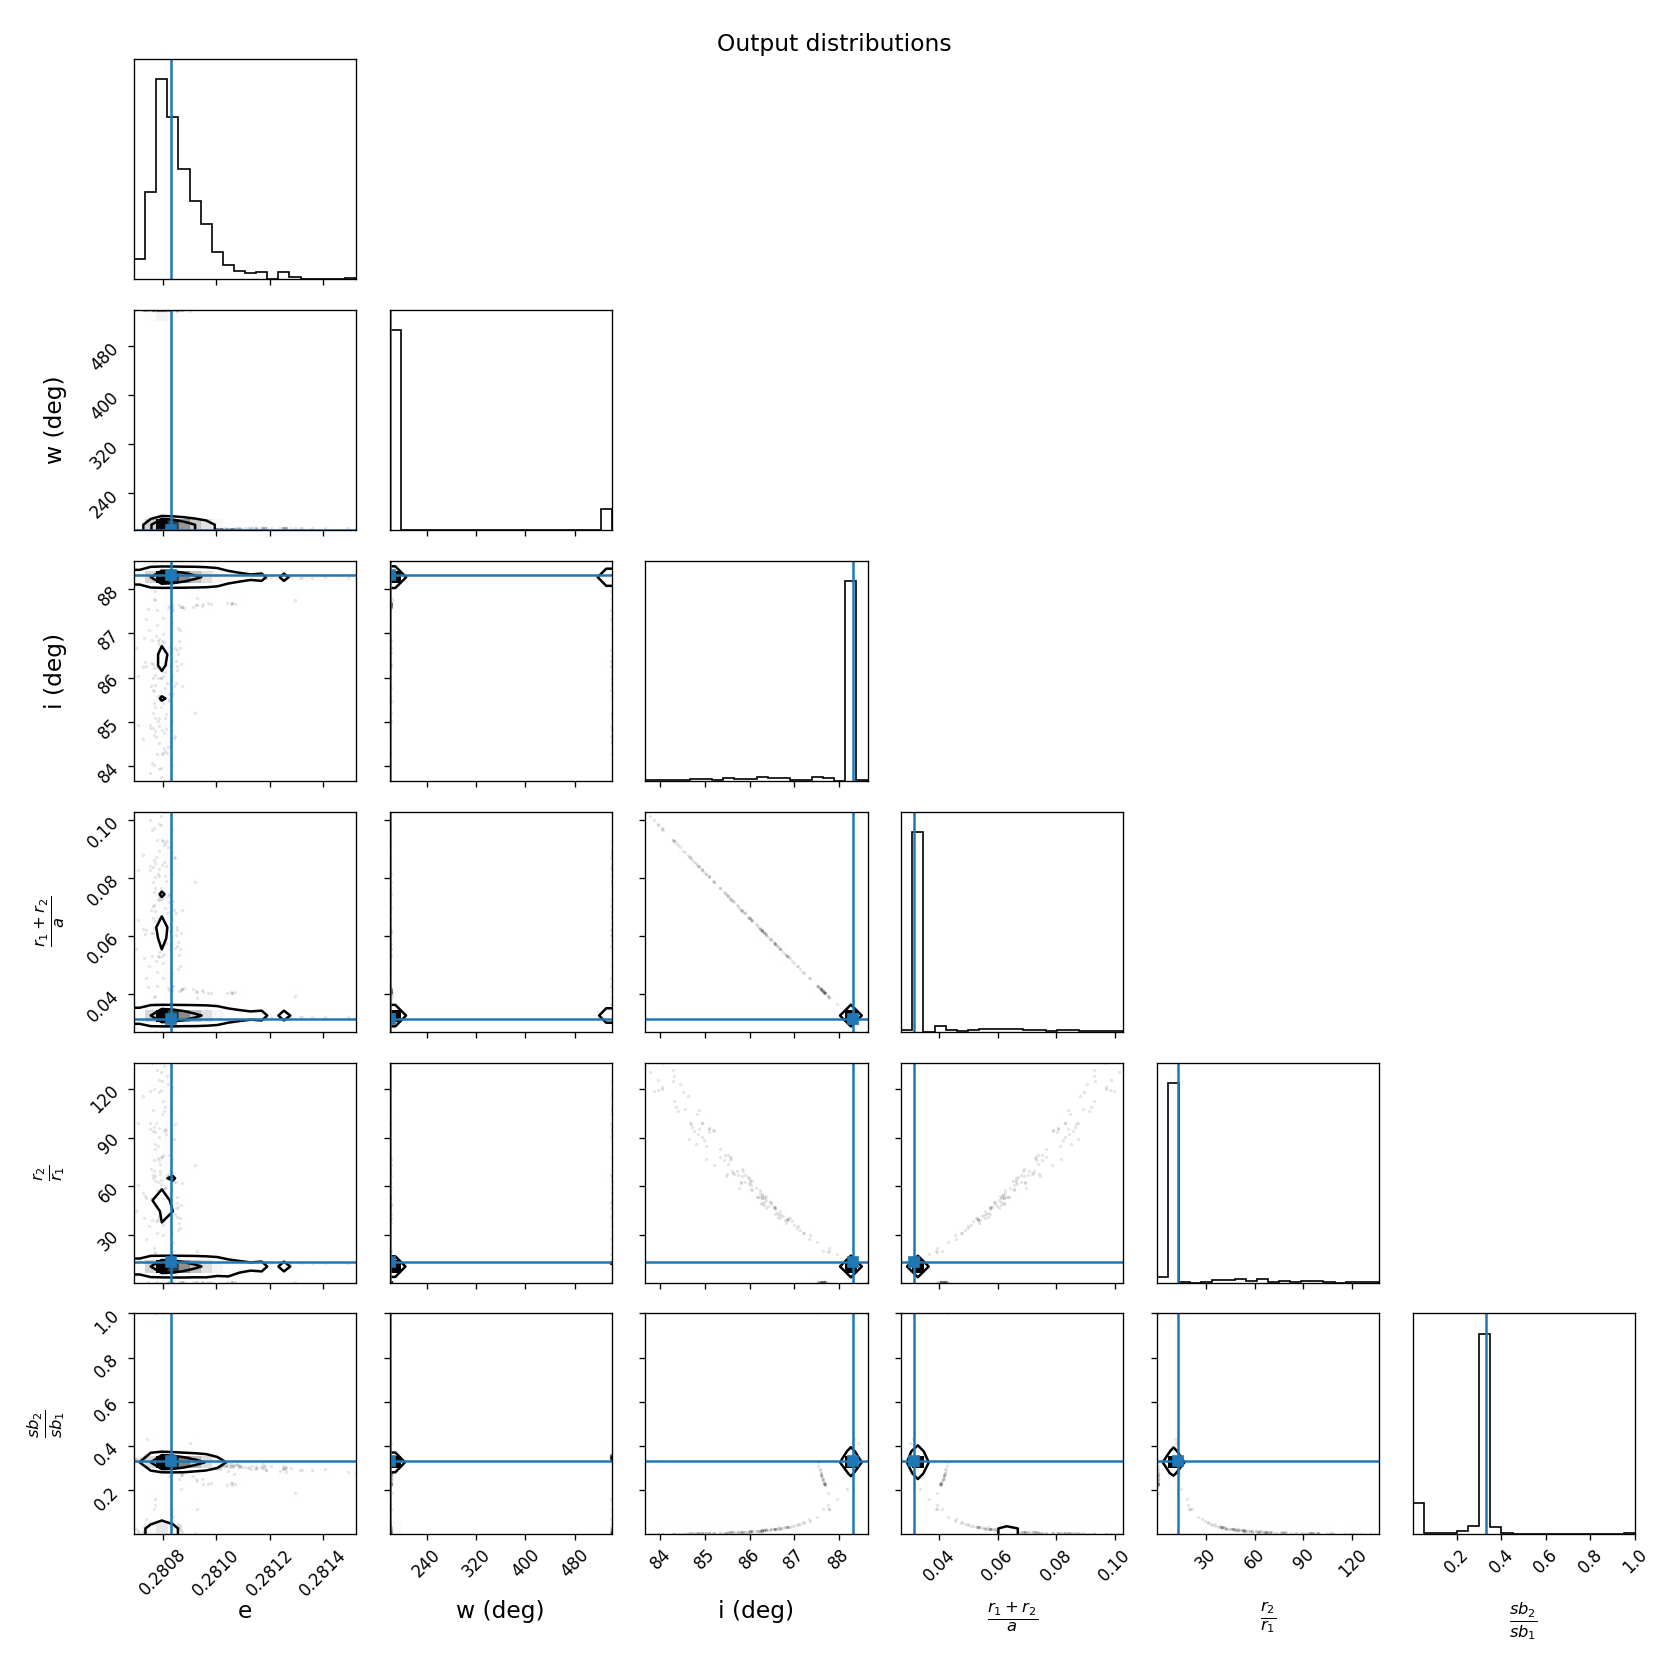 Output distributions
w (deg)
480
400
320
240
i (deg)
88
87
86
85
84
r₁ + r₂
a
0.10
0.08
0.06
0.04
r₂
r₁
120
90
60
30
sb₂
sb₁
1.0
0.8
0.6
0.4
0.2
0.2808 0.2810 0.2812 0.2814
240 320 400 480
84 85 86 87 88
0.04 0.06 0.08 0.10
30 60 90 120
0.2 0.4 0.6 0.8 1.0
e
w (deg)
i (deg)
r₁ + r₂
a
r₂
r₁
sb₂
sb₁